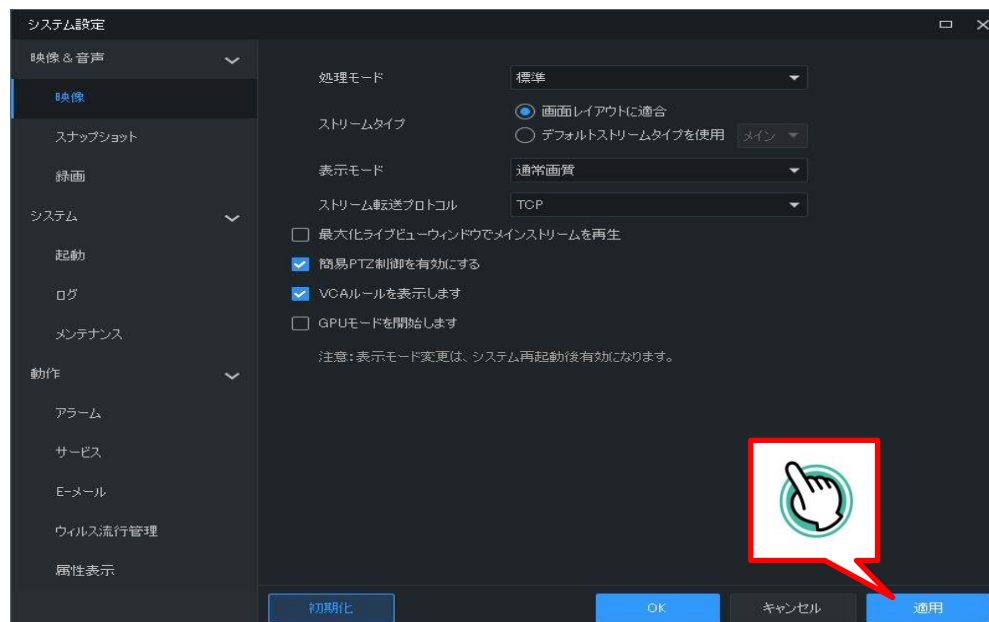 システム設定
映像&音声
映像
スナップショット
録画
システム
起動
ログ
メンテナンス
動作
アラーム
サービス
E-メール
ウィルス流行管理
属性表示
処理モード 標準
ストリームタイプ 画面レイアウトに適合
デフォルトストリームタイプを使用 メイン
表示モード 通常画質
ストリーム転送プロトコル TCP
最大化ライブビューウィンドウでメインストリームを再生
簡易PTZ制御を有効にする
VCAルールを表示します
GPUモードを開始します
注意:表示モード変更は、システム再起動後有効になります。
初期化 OK キャンセル 適用